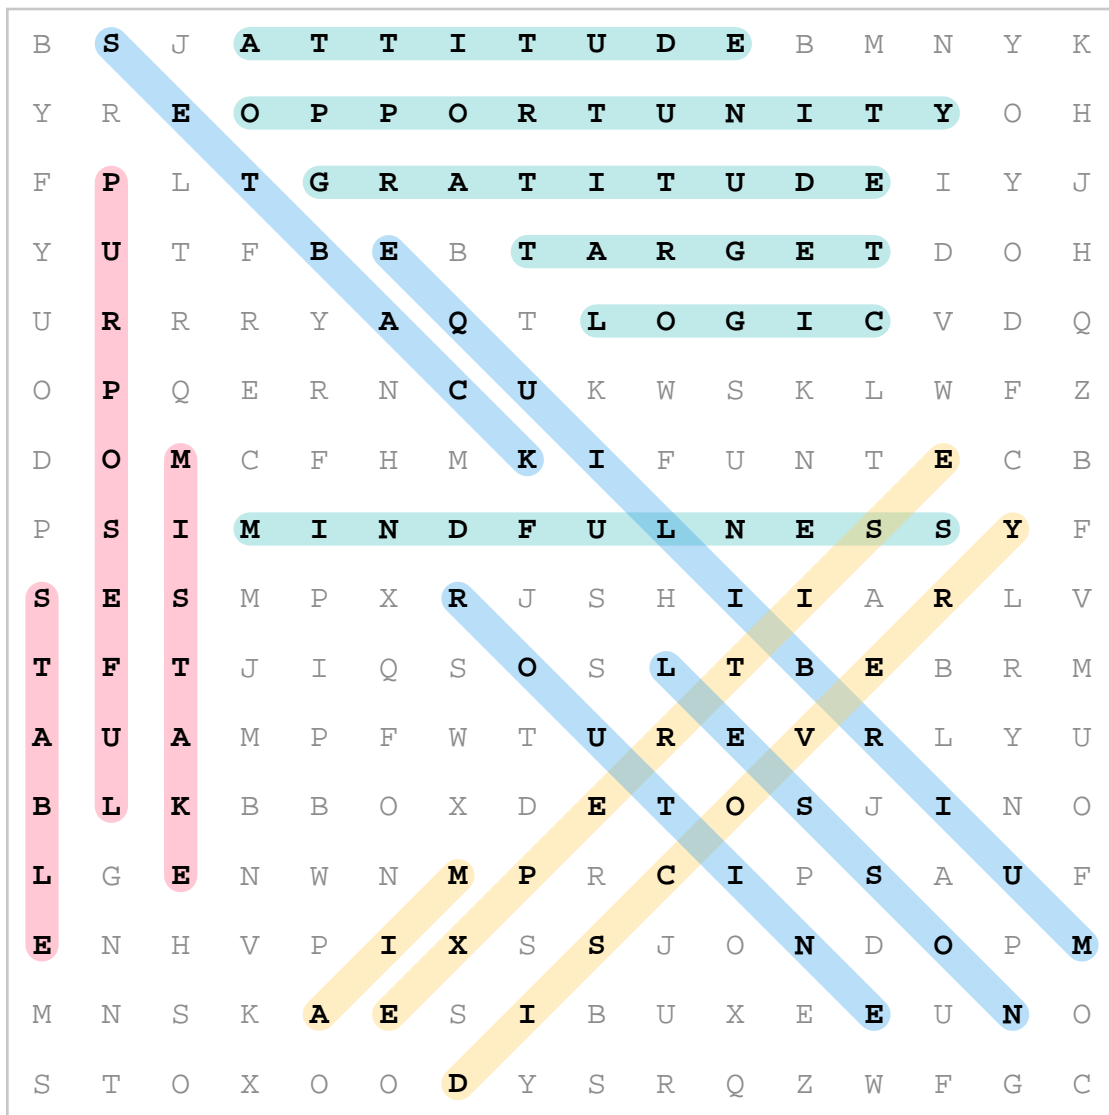 B S J A T T I T U D E B M N Y K
Y R E O P P O R T U N I T Y O H
F P L T G R A T I T U D E I Y J
Y U T F B E B T A R G E T D O H
U R R R Y A Q T L O G I C V D Q
O P Q E R N C U K W S K L W F Z
D O M C F H M K I F U N T E C B
P S I M I N D F U L N E S S Y F
S E S M P X R J S H I I A R L V
T F T J I Q S O S L T B E B R M
A U A M P F W T U R E V R L Y U
B L K B B O X D E T O S J I N O
L G E N W N M P R C I P S A U F
E N H V P I X S S J O N D O P M
M N S K A E S I B U X E E U N O
S T O X O O D Y S R Q Z W F G C